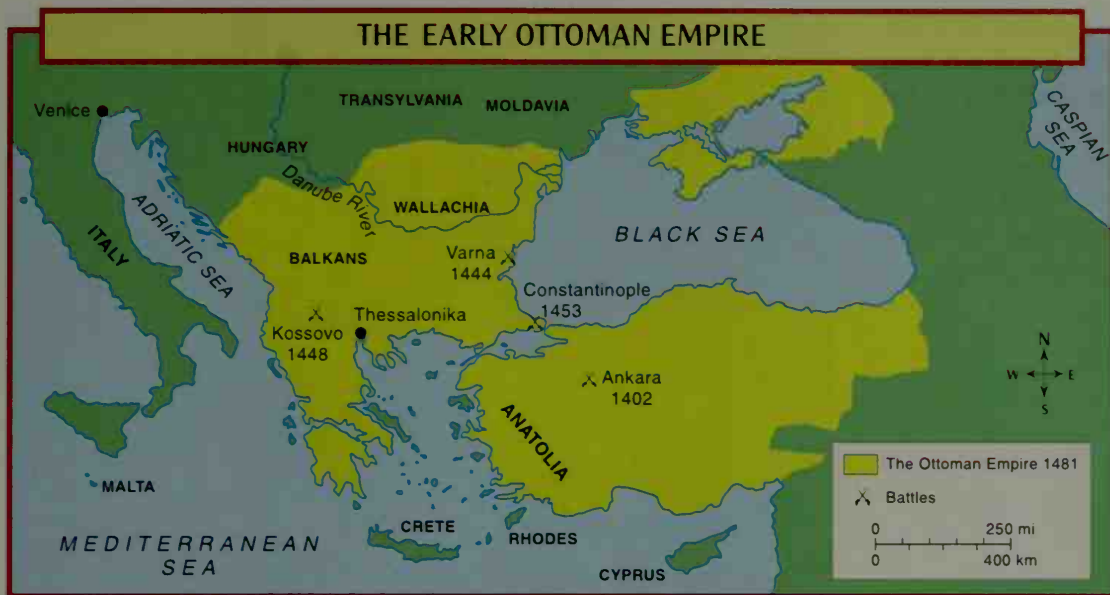 THE EARLY OTTOMAN EMPIRE
Venice
TRANSYLVANIA
MOLDAVIA
CASPIAN
SEA
HUNGARY
Danube River
ADRIATIC SEA
WALLACHIA
ITALY
BLACK SEA
BALKANS
Varna
1444
Constantinople
1453
Thessalonika
Kossovo
1448
Ankara
1402
N
W
E
S
ANATOLIA
The Ottoman Empire 1481
Battles
0 250 mi
0 400 km
MALTA
CRETE
RHODES
CYPRUS
MEDITERRANEAN
SEA